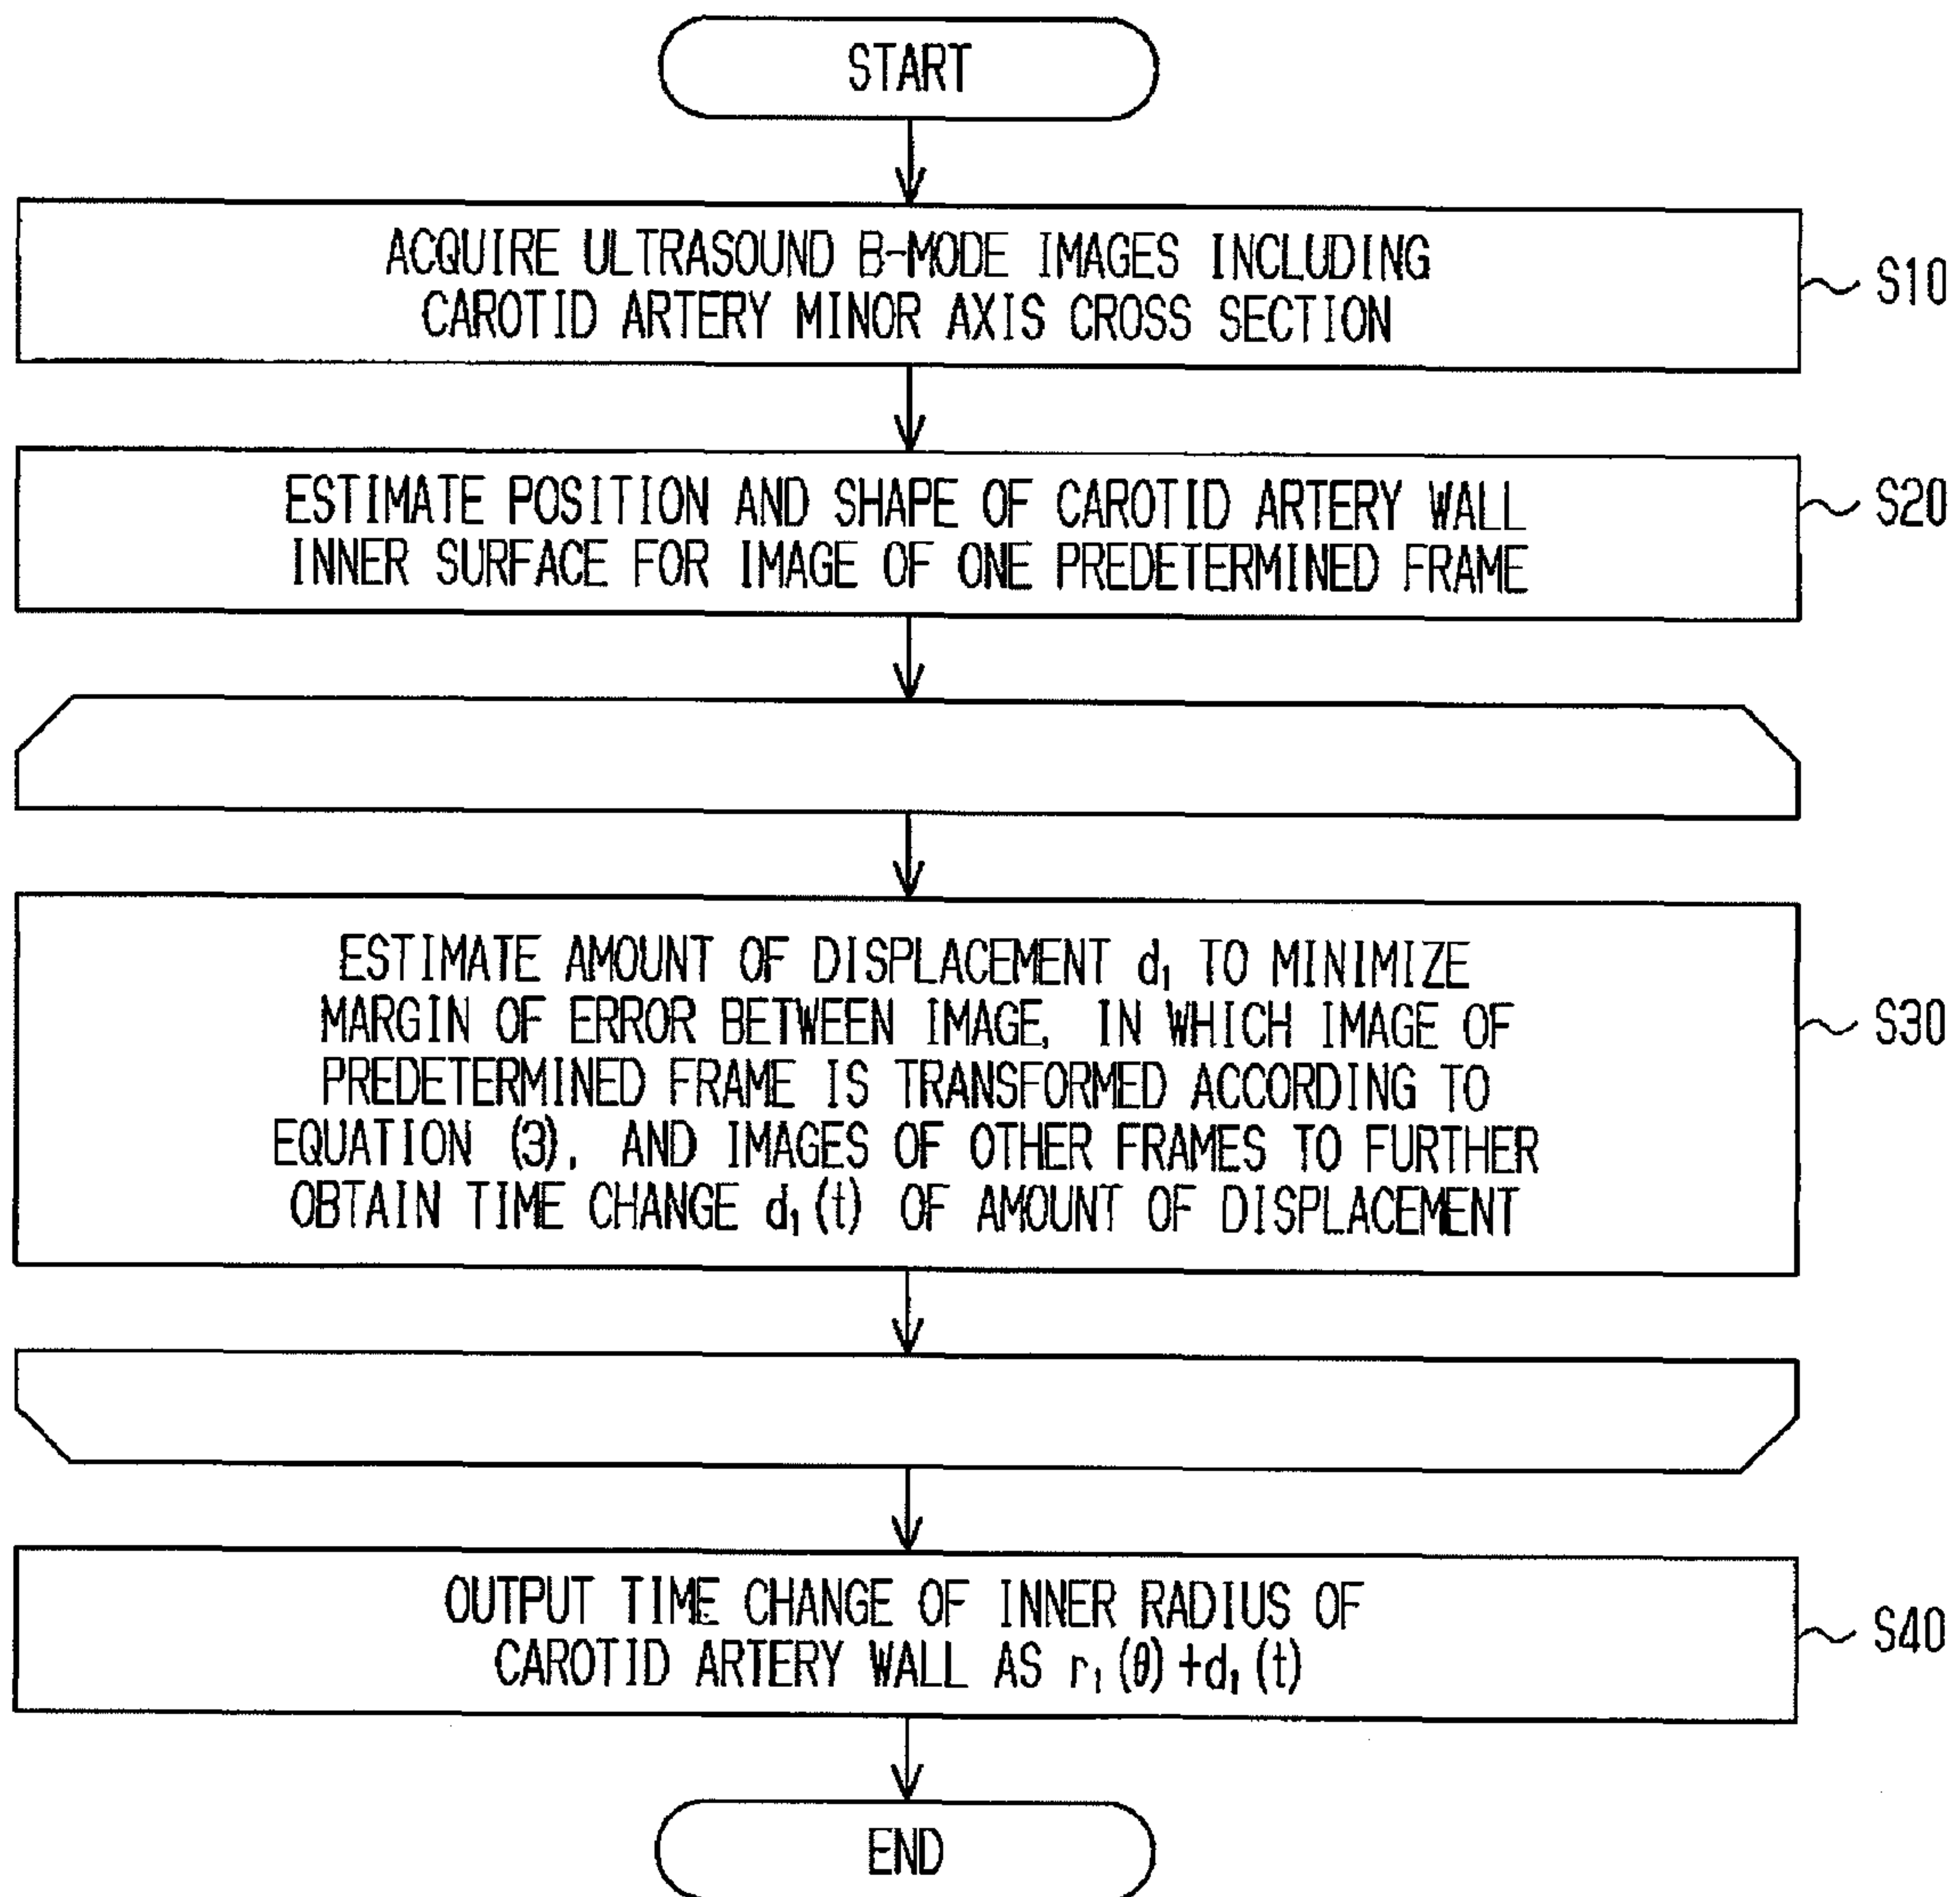 START
ACQUIRE ULTRASOUND B-MODE IMAGES INCLUDING
CAROTID ARTERY MINOR AXIS CROSS SECTION
S10
ESTIMATE POSITION AND SHAPE OF CAROTID ARTERY WALL
INNER SURFACE FOR IMAGE OF ONE PREDETERMINED FRAME
S20
ESTIMATE AMOUNT OF DISPLACEMENT d₁ TO MINIMIZE
MARGIN OF ERROR BETWEEN IMAGE, IN WHICH IMAGE OF
PREDETERMINED FRAME IS TRANSFORMED ACCORDING TO
EQUATION (3), AND IMAGES OF OTHER FRAMES TO FURTHER
OBTAIN TIME CHANGE d₁(t) OF AMOUNT OF DISPLACEMENT
S30
OUTPUT TIME CHANGE OF INNER RADIUS OF
CAROTID ARTERY WALL AS r₁(θ)+d₁(t)
S40
END